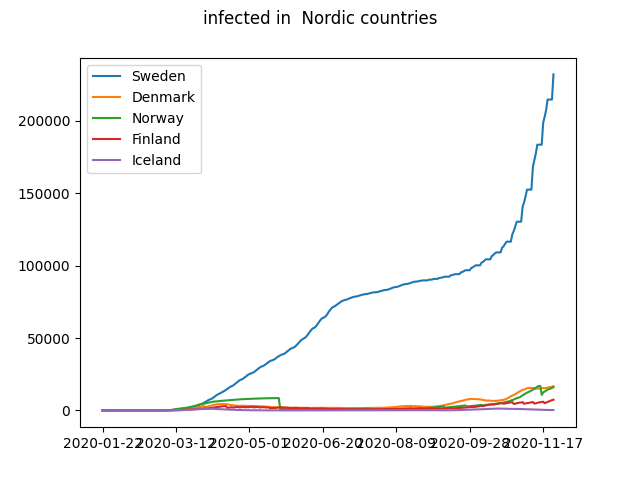 infected in  Nordic countries
Sweden
Denmark
Norway
Finland
Iceland
200000
150000
100000
50000
0
2020-01-22 2020-03-12 2020-05-01 2020-06-20 2020-08-09 2020-09-28 2020-11-17